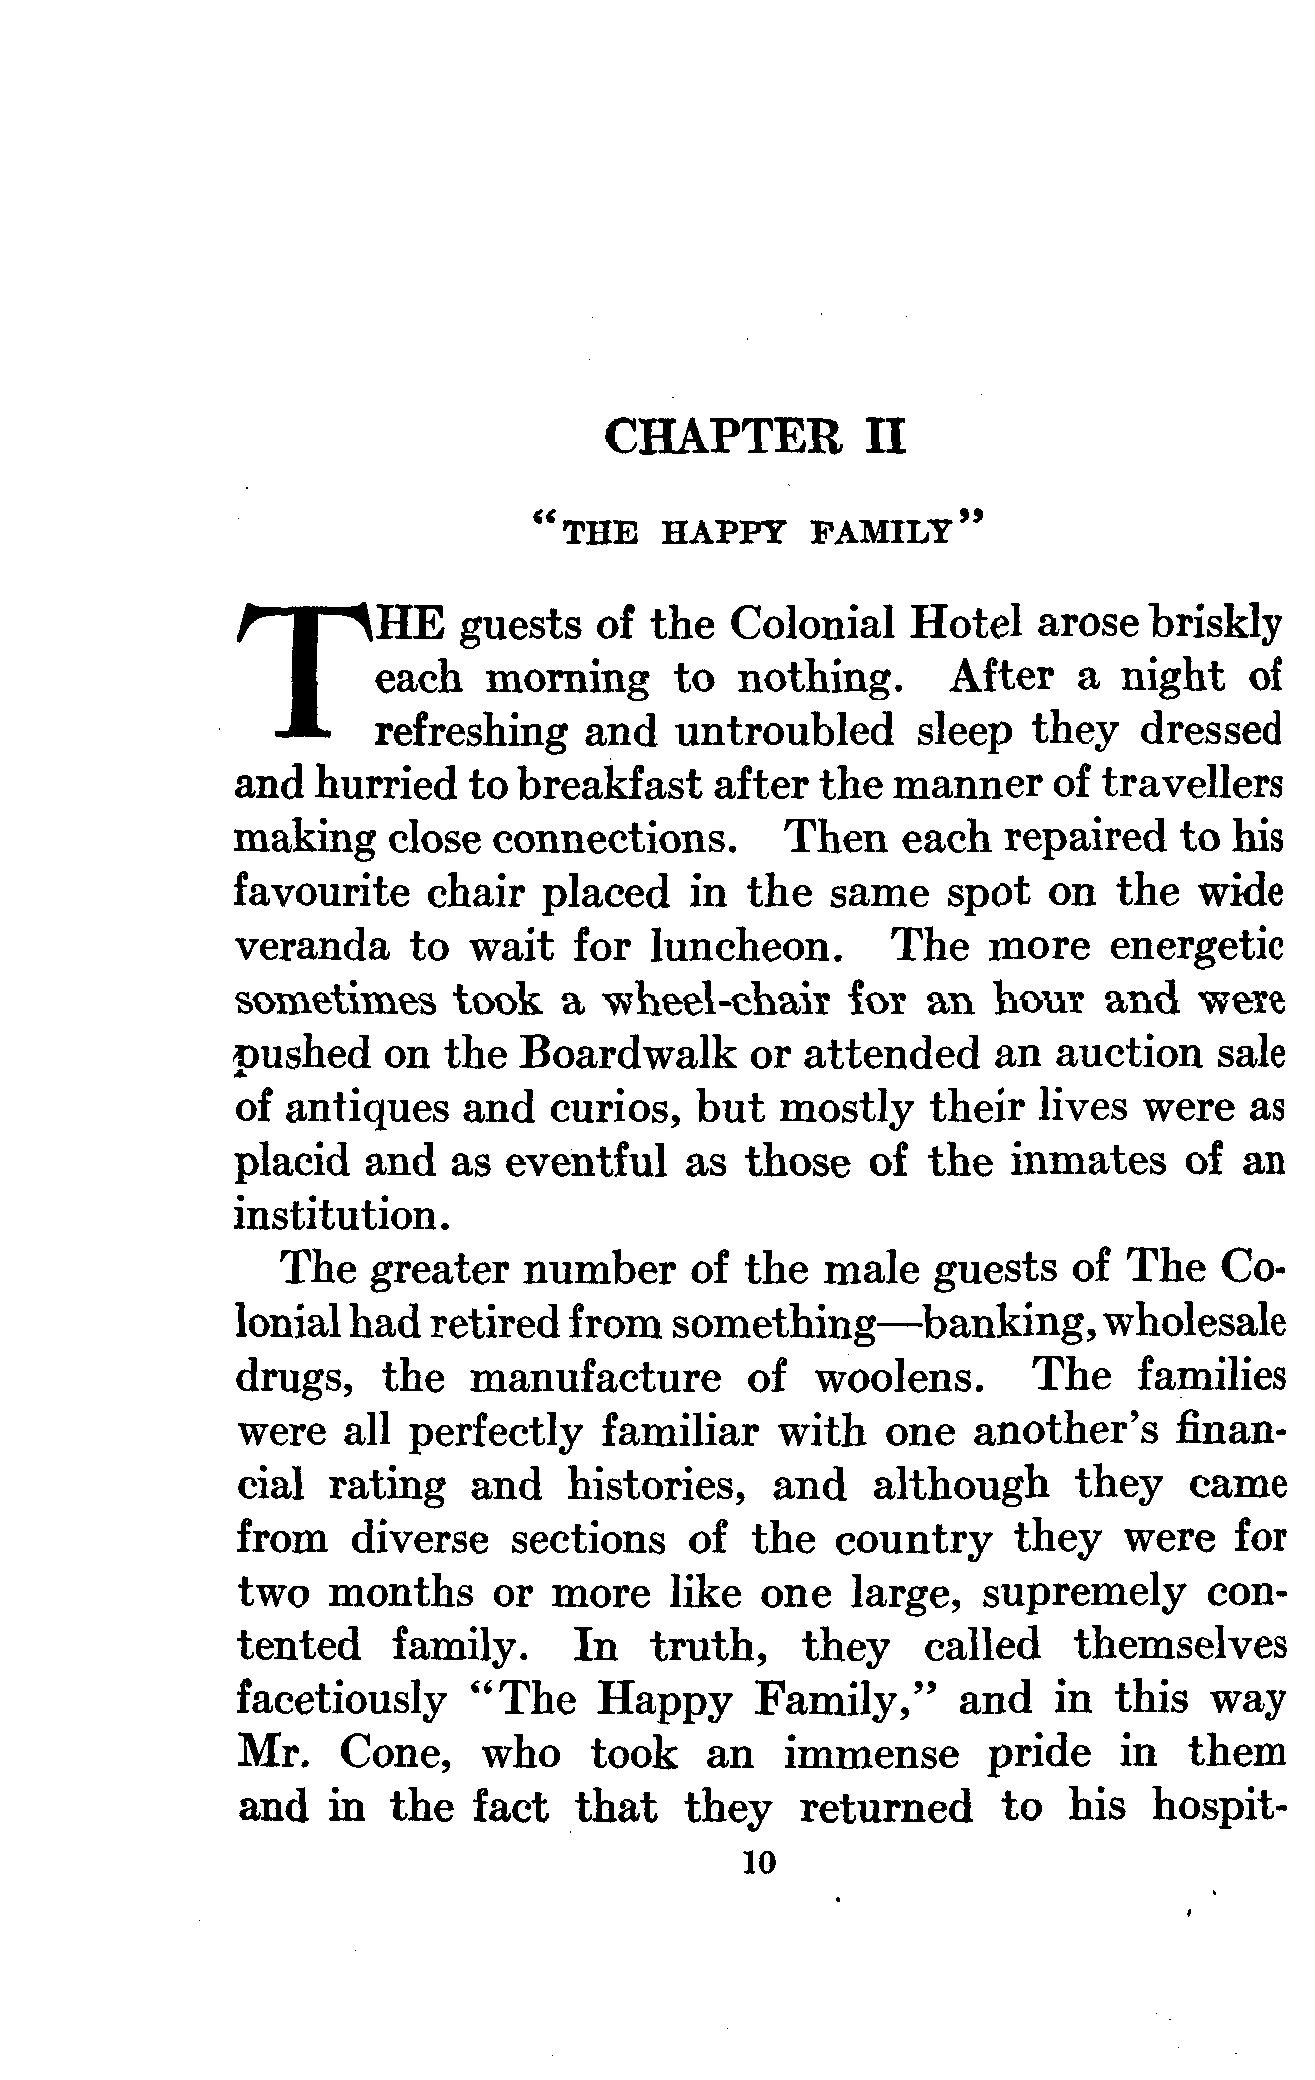 CHAPTER II
“THE HAPPY FAMILY”
THE guests of the Colonial Hotel arose briskly
each morning to nothing. After a night of
refreshing and untroubled sleep they dressed
and hurried to breakfast after the manner of travellers
making close connections. Then each repaired to his
favourite chair placed in the same spot on the wide
veranda to wait for luncheon. The more energetic
sometimes took a wheel-chair for an hour and were
pushed on the Boardwalk or attended an auction sale
of antiques and curios, but mostly their lives were as
placid and as eventful as those of the inmates of an
institution.
The greater number of the male guests of The Co-
lonial had retired from something—banking, wholesale
drugs, the manufacture of woolens. The families
were all perfectly familiar with one another’s finan-
cial rating and histories, and although they came
from diverse sections of the country they were for
two months or more like one large, supremely con-
tented family. In truth, they called themselves
facetiously “The Happy Family,” and in this way
Mr. Cone, who took an immense pride in them
and in the fact that they returned to his hospit-
10